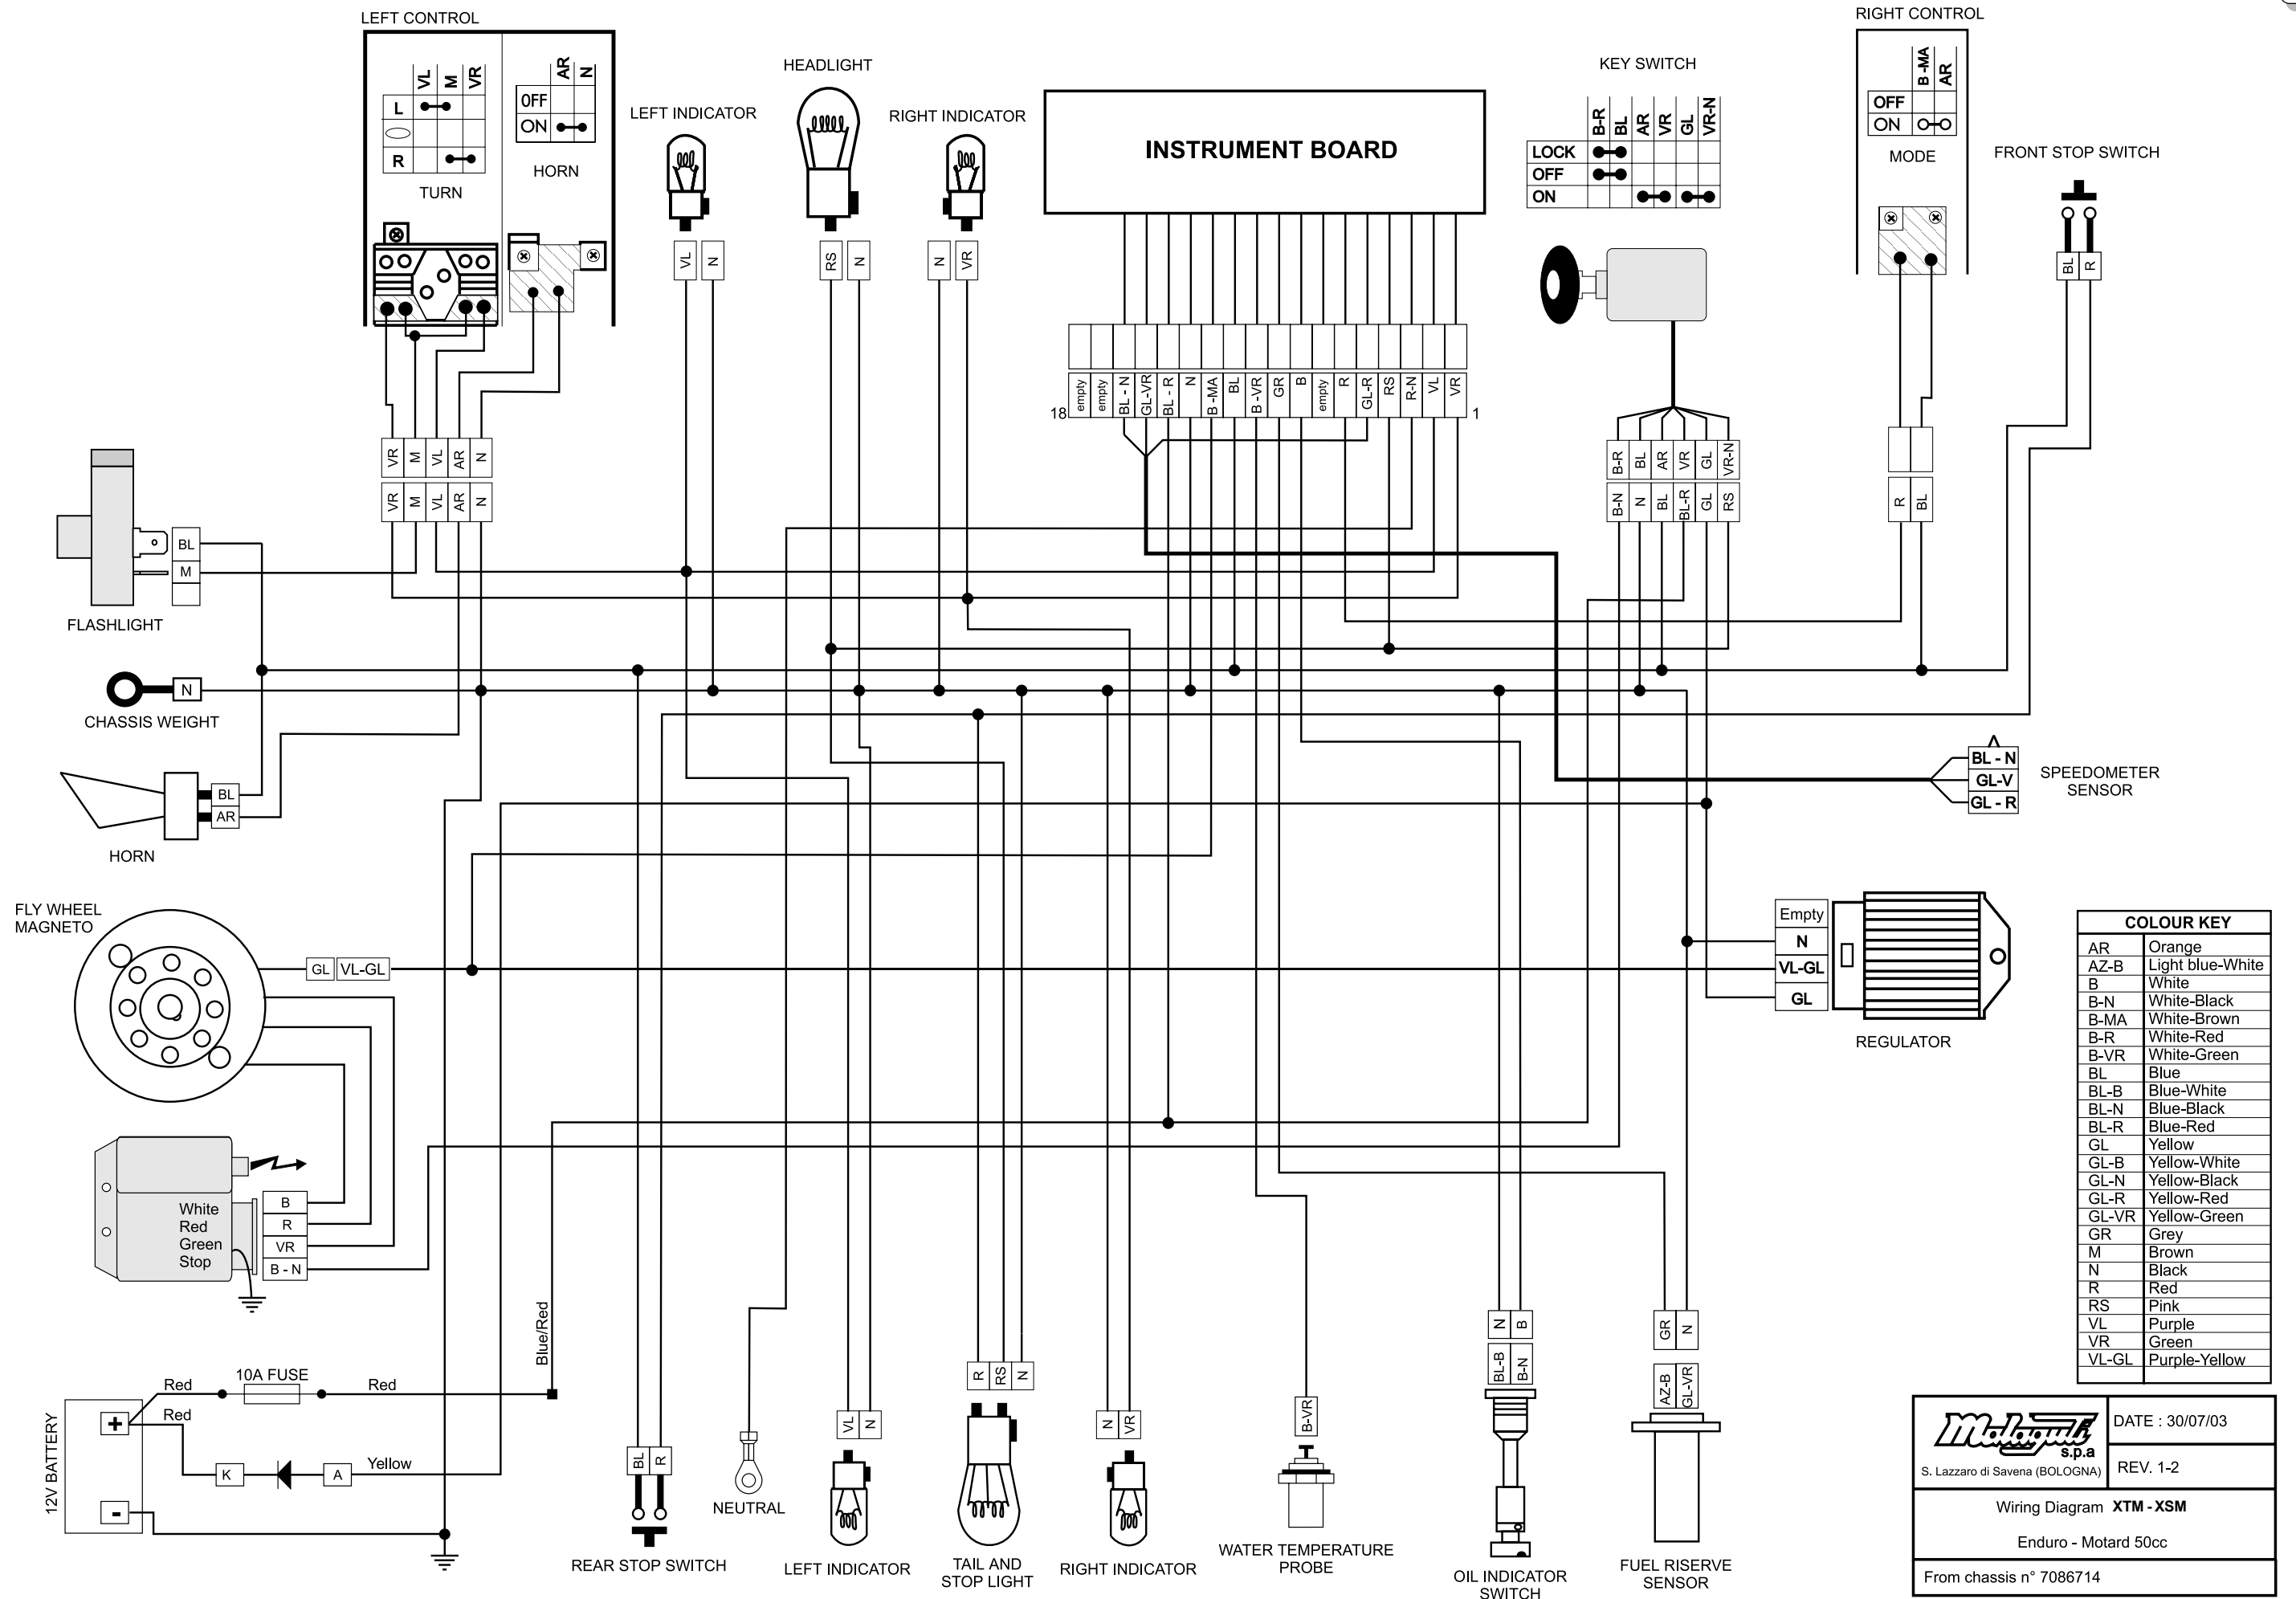 LEFT CONTROL
VL
M
VR
L
R
TURN
AR
N
OFF
ON
HORN
LEFT INDICATOR
HEADLIGHT
RIGHT INDICATOR
INSTRUMENT BOARD
KEY SWITCH
B-R
BL
AR
VR
GL
VR-N
LOCK
OFF
ON
RIGHT CONTROL
B -MA
AR
OFF
ON
MODE
FRONT STOP SWITCH
BL
R
VL
N
RS
N
N
VR
18
empty
empty
BL - N
GL-VR
BL - R
N
B -MA
BL
B -VR
GR
B
empty
R
GL-R
RS
R-N
VL
VR
1
VR
M
VL
AR
N
VR
M
VL
AR
N
B-R
BL
AR
VR
GL
VR-N
B-N
N
BL
BL-R
GL
RS
R
BL
BL
M
FLASHLIGHT
N
CHASSIS WEIGHT
BL
AR
HORN
BL - N
GL-V
GL - R
SPEEDOMETER
SENSOR
FLY WHEEL
MAGNETO
GL
VL-GL
Empty
N
VL-GL
GL
REGULATOR
White
Red
Green
Stop
B
R
VR
B - N
COLOUR KEY
AR Orange
AZ-B Light blue-White
B White
B-N White-Black
B-MA White-Brown
B-R White-Red
B-VR White-Green
BL Blue
BL-B Blue-White
BL-N Blue-Black
BL-R Blue-Red
GL Yellow
GL-B Yellow-White
GL-N Yellow-Black
GL-R Yellow-Red
GL-VR Yellow-Green
GR Grey
M Brown
N Black
R Red
RS Pink
VL Purple
VR Green
VL-GL Purple-Yellow
12V BATTERY
+
-
Red
10A FUSE
Red
Blue/Red
Red
K
A
Yellow
BL
R
REAR STOP SWITCH
NEUTRAL
VL
N
LEFT INDICATOR
R
RS
N
TAIL AND
STOP LIGHT
N
VR
RIGHT INDICATOR
B-VR
WATER TEMPERATURE
PROBE
N
B
BL-B
B-N
OIL INDICATOR
SWITCH
GR
N
AZ-B
GL-VR
FUEL RISERVE
SENSOR
Malaguti
s.p.a
S. Lazzaro di Savena (BOLOGNA)
DATE : 30/07/03
REV. 1-2
Wiring Diagram XTM - XSM
Enduro - Motard 50cc
From chassis n° 7086714